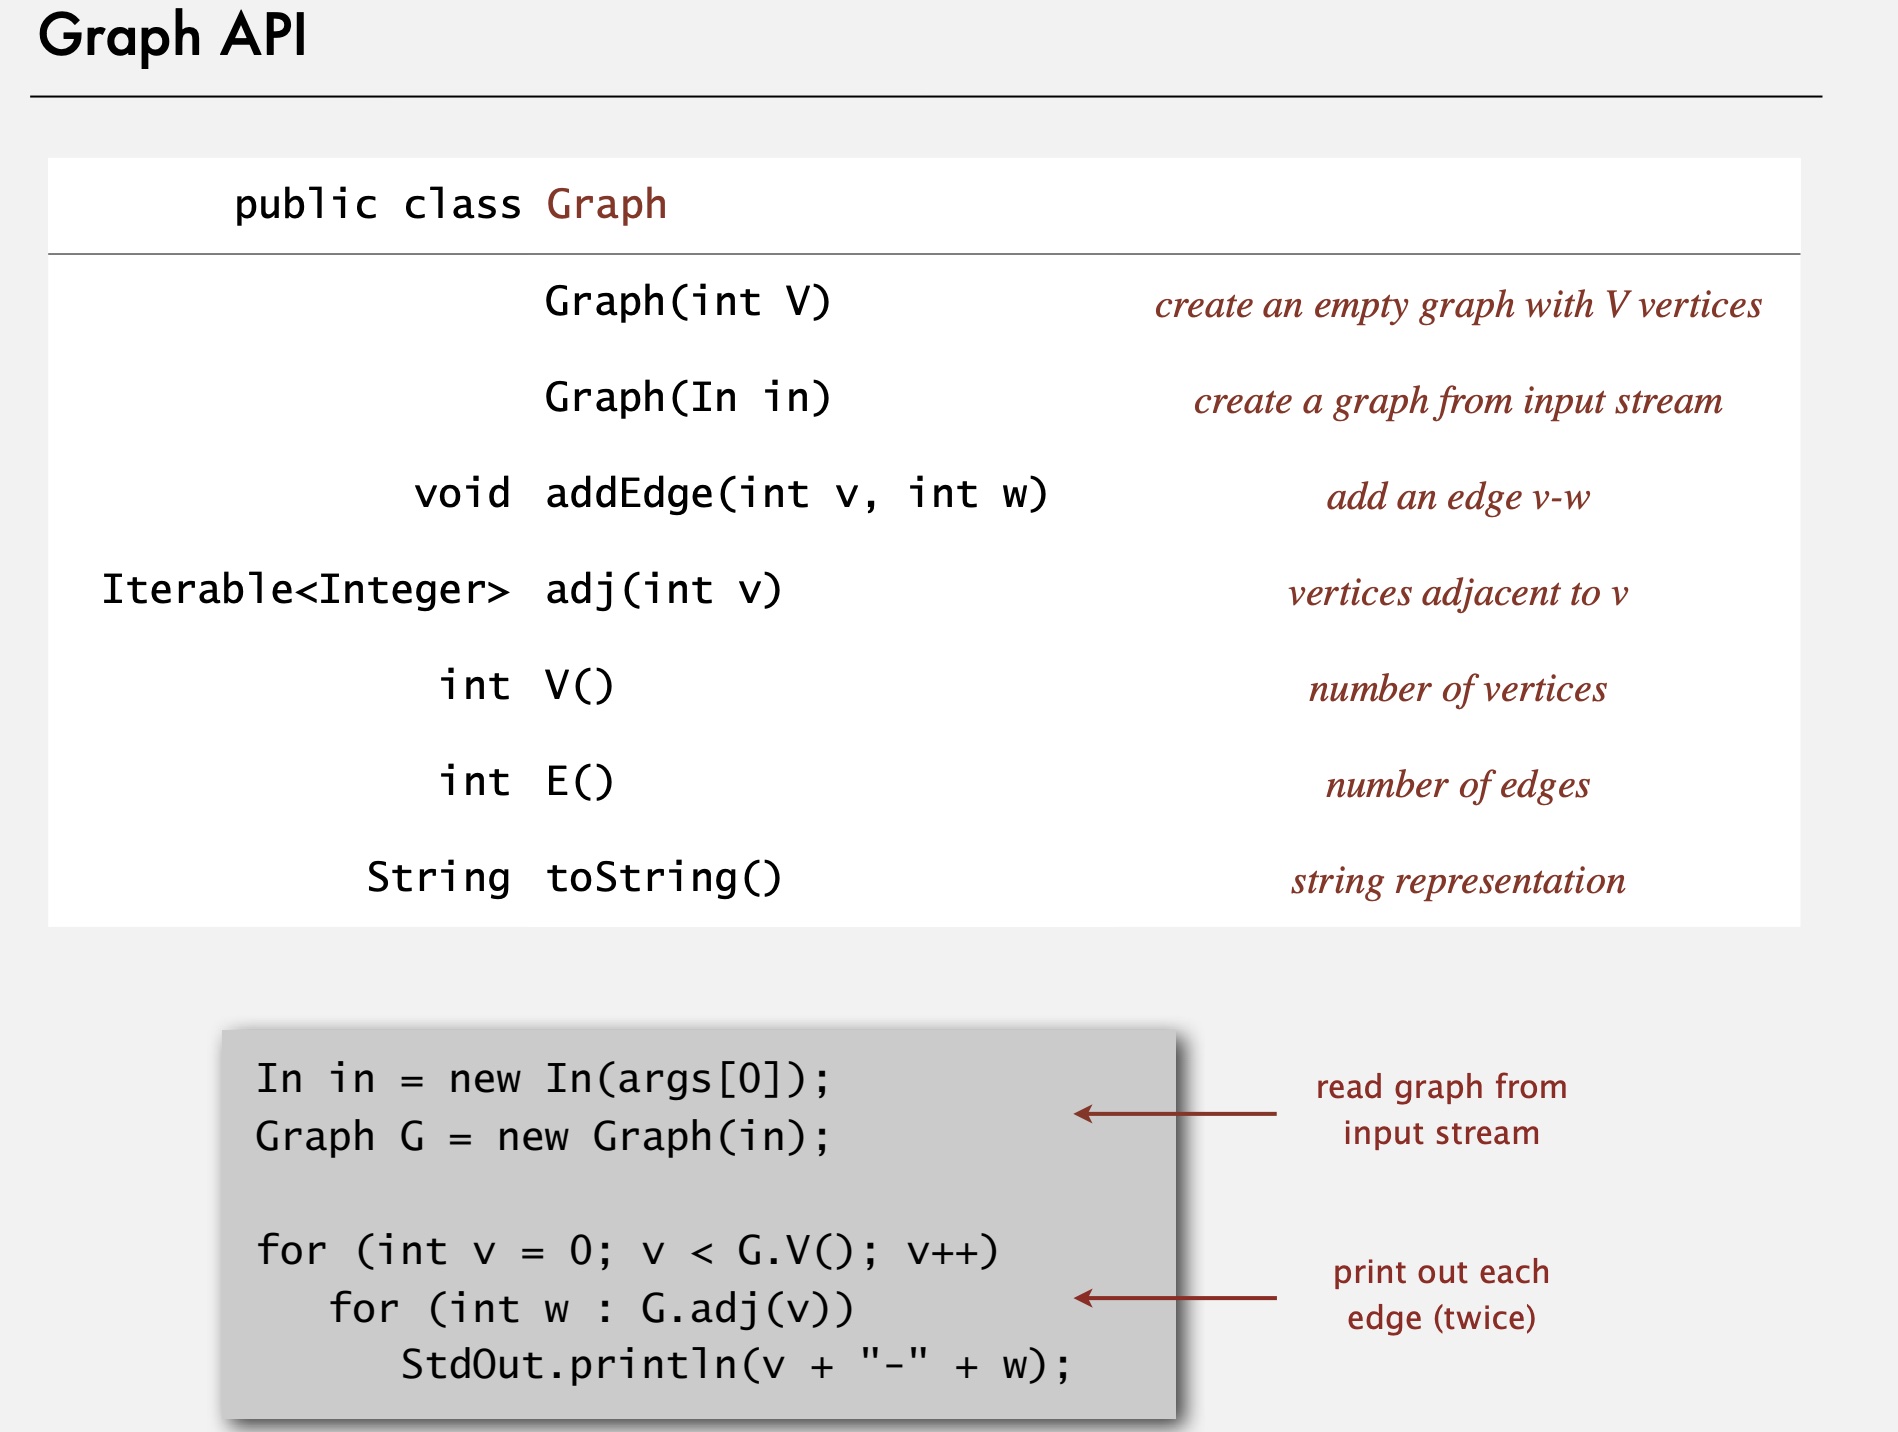 Graph API
public class Graph
Graph(int V) create an empty graph with V vertices
Graph(In in) create a graph from input stream
void addEdge(int v, int w) add an edge v-w
Iterable<Integer> adj(int v) vertices adjacent to v
int V() number of vertices
int E() number of edges
String toString() string representation
In in = new In(args[0]);
Graph G = new Graph(in);
read graph from
input stream
for (int v = 0; v < G.V(); v++)
for (int w : G.adj(v))
StdOut.println(v + "-" + w);
print out each
edge (twice)